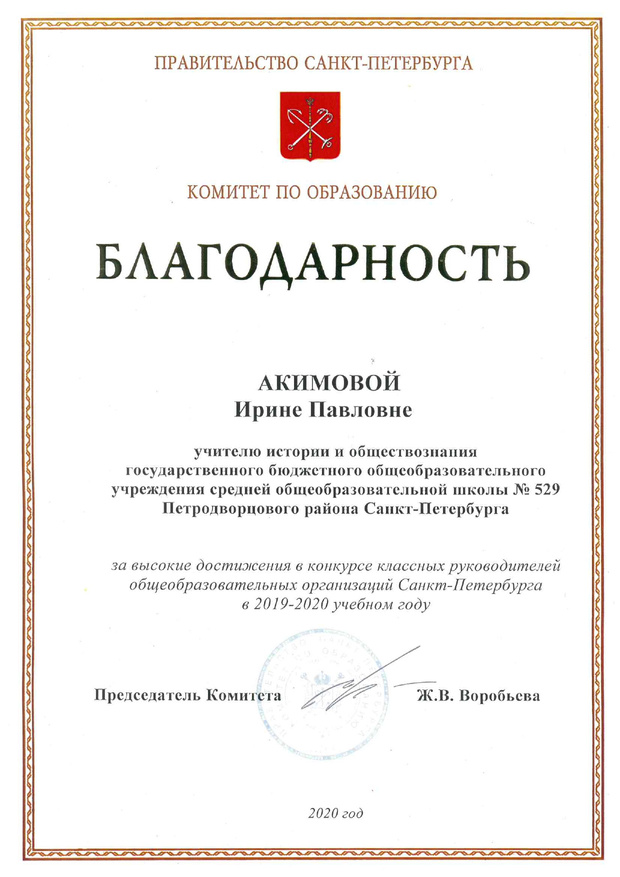 ПРАВИТЕЛЬСТВО САНКТ-ПЕТЕРБУРГА
КОМИТЕТ ПО ОБРАЗОВАНИЮ
БЛАГОДАРНОСТЬ
АКИМОВОЙ
Ирине Павловне
учителю истории и обществознания
государственного бюджетного общеобразовательного
учреждения средней общеобразовательной школы № 529
Петродворцового района Санкт-Петербурга
за высокие достижения в конкурсе классных руководителей
общеобразовательных организаций Санкт-Петербурга
в 2019-2020 учебном году
Председатель Комитета Ж.В. Воробьева
2020 год